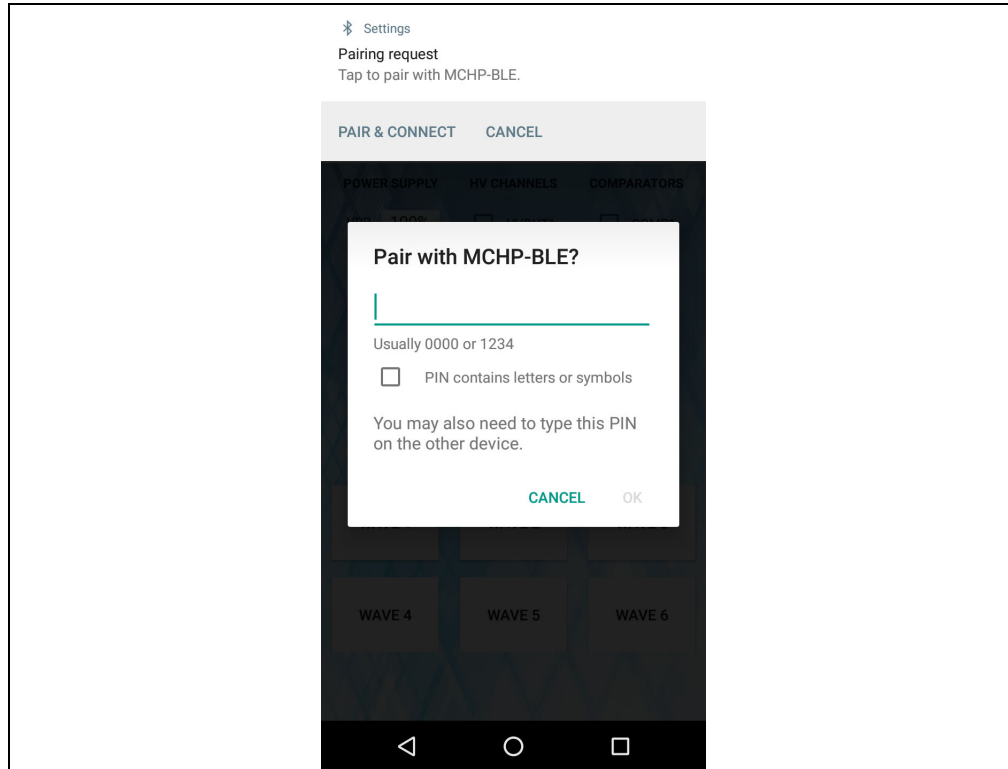 Settings
Pairing request
Tap to pair with MCHP-BLE.
PAIR & CONNECT CANCEL
POWER SUPPLY HV CHANNELS COMPARATORS
100%
Pair with MCHP-BLE?
Usually 0000 or 1234
PIN contains letters or symbols
You may also need to type this PIN
on the other device.
CANCEL OK
WAVE 4 WAVE 5 WAVE 6